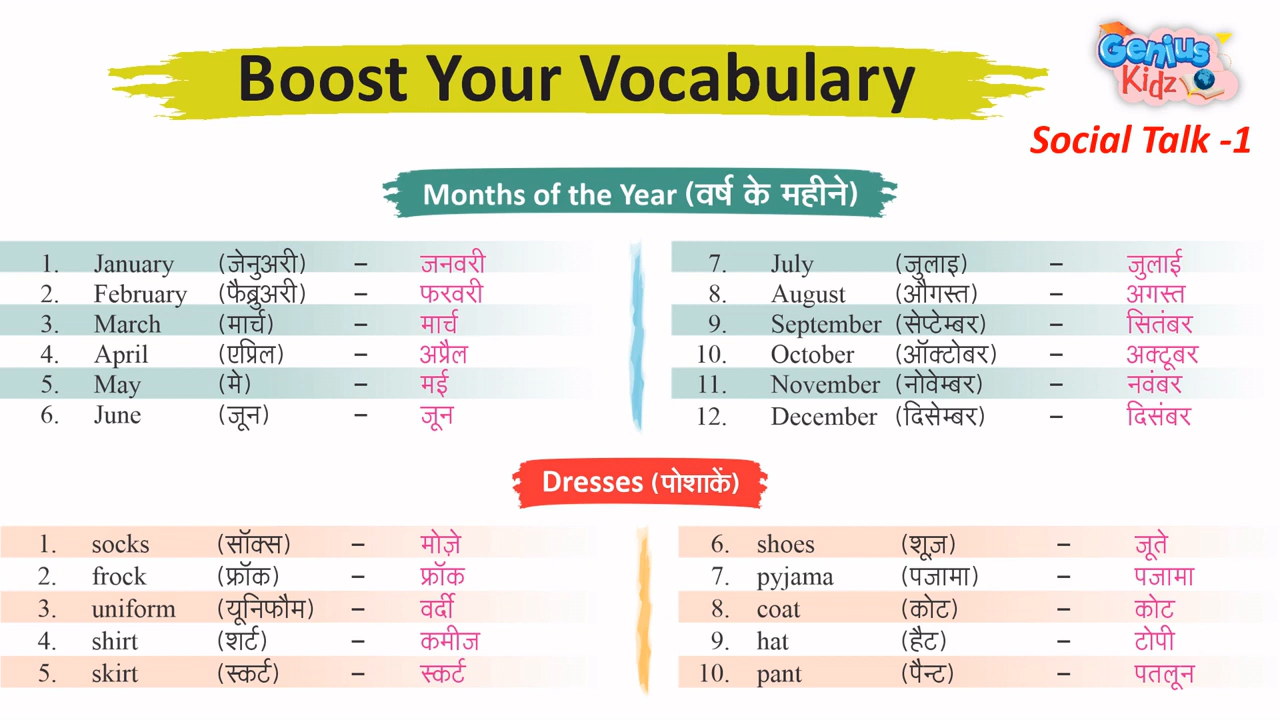 Boost Your Vocabulary
Genius
Kidz
Social Talk -1
Months of the Year (वर्ष के महीने)
1. January (जेनुअरी) – जनवरी
2. February (फैब्रुअरी) – फरवरी
3. March (मार्च) – मार्च
4. April (एप्रिल) – अप्रैल
5. May (मे) – मई
6. June (जून) – जून
7. July (जुलाइ) – जुलाई
8. August (औगस्त) – अगस्त
9. September (सेप्टेम्बर) – सितंबर
10. October (ऑक्टोबर) – अक्टूबर
11. November (नोवेम्बर) – नवंबर
12. December (दिसेम्बर) – दिसंबर
Dresses (पोशाकें)
1. socks (सॉक्स) – मोज़े
2. frock (फ्रॉक) – फ्रॉक
3. uniform (यूनिफौम) – वर्दी
4. shirt (शर्ट) – कमीज
5. skirt (स्कर्ट) – स्कर्ट
6. shoes (शूज़) – जूते
7. pyjama (पजामा) – पजामा
8. coat (कोट) – कोट
9. hat (हैट) – टोपी
10. pant (पैन्ट) – पतलून